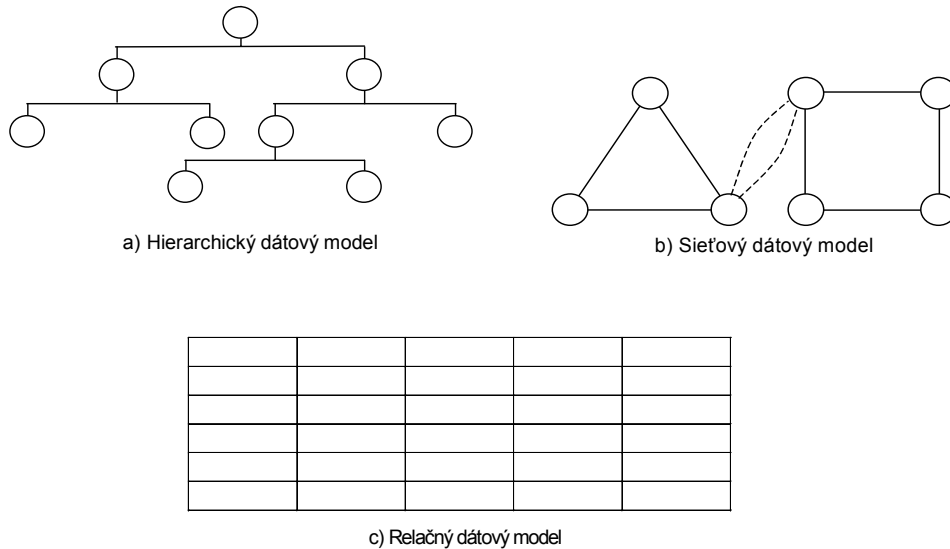 a) Hierarchický dátový model
b) Sieťový dátový model
c) Relačný dátový model